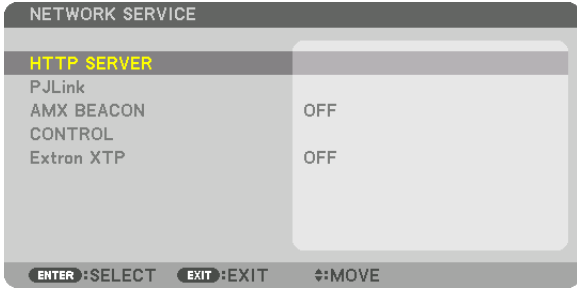 NETWORK SERVICE
HTTP SERVER
PJLink
AMX BEACON OFF
CONTROL
Extron XTP OFF
ENTER :SELECT EXIT :EXIT :MOVE